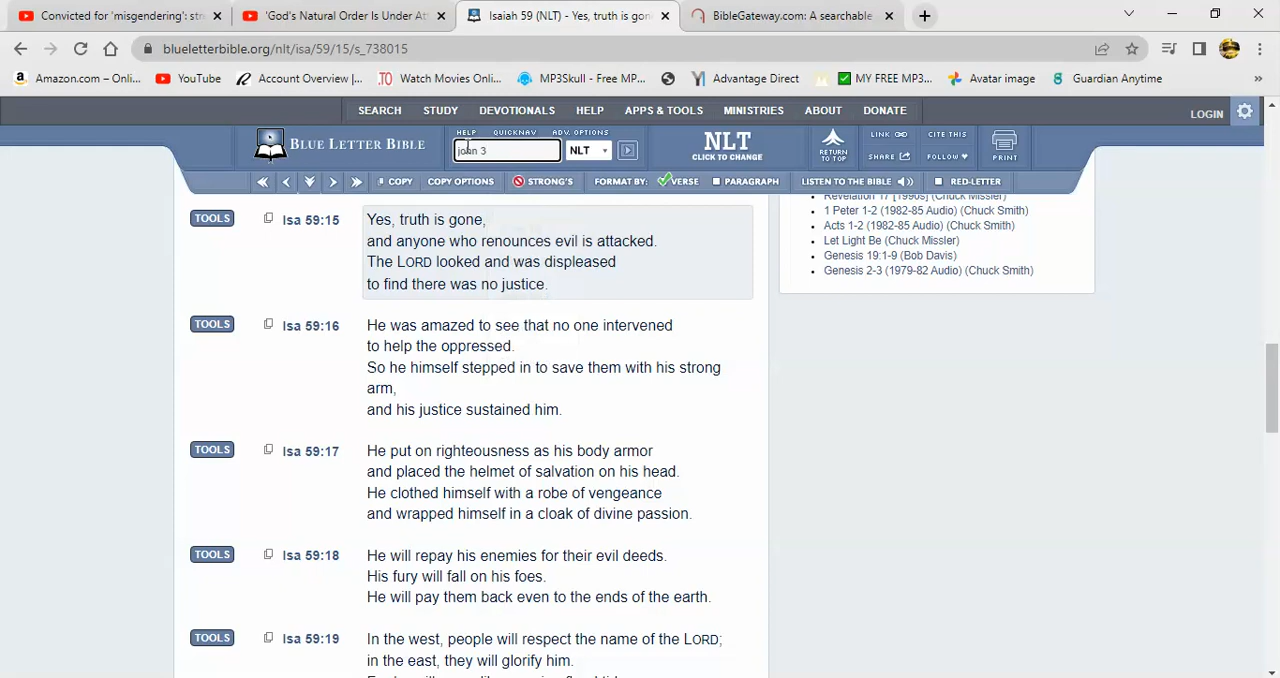 Convicted for 'misgendering': str
'God's Natural Order Is Under At
Isaiah 59 (NLT) - Yes, truth is gon
BibleGateway.com: A searchable
blueletterbible.org/nlt/isa/59/15/s_738015
Amazon.com – Onli...
YouTube
Account Overview |...
Watch Movies Onli...
MP3Skull - Free MP...
Advantage Direct
MY FREE MP3...
Avatar image
Guardian Anytime
»
SEARCH STUDY DEVOTIONALS HELP APPS & TOOLS MINISTRIES ABOUT DONATE LOGIN
HELP QUICKNAV ADV. OPTIONS
BLUE LETTER BIBLE
john 3
NLT
NLT
CLICK TO CHANGE
RETURN
TO TOP
LINK
SHARE
CITE THIS
FOLLOW
PRINT
COPY COPY OPTIONS STRONG'S FORMAT BY: VERSE PARAGRAPH LISTEN TO THE BIBLE RED-LETTER
Revelation 17 [1990s] (Chuck Missler)
1 Peter 1-2 (1982-85 Audio) (Chuck Smith)
Acts 1-2 (1982-85 Audio) (Chuck Smith)
Let Light Be (Chuck Missler)
Genesis 19:1-9 (Bob Davis)
Genesis 2-3 (1979-82 Audio) (Chuck Smith)
TOOLS Isa 59:15 Yes, truth is gone,
and anyone who renounces evil is attacked.
The LORD looked and was displeased
to find there was no justice.
TOOLS Isa 59:16 He was amazed to see that no one intervened
to help the oppressed.
So he himself stepped in to save them with his strong
arm,
and his justice sustained him.
TOOLS Isa 59:17 He put on righteousness as his body armor
and placed the helmet of salvation on his head.
He clothed himself with a robe of vengeance
and wrapped himself in a cloak of divine passion.
TOOLS Isa 59:18 He will repay his enemies for their evil deeds.
His fury will fall on his foes.
He will pay them back even to the ends of the earth.
TOOLS Isa 59:19 In the west, people will respect the name of the LORD;
in the east, they will glorify him.